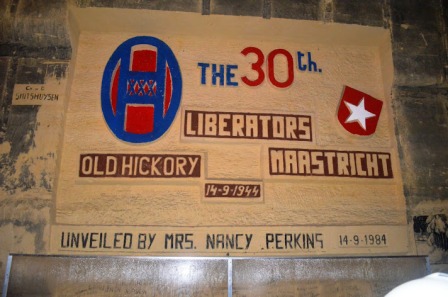 XXX
THE 30th.
LIBERATORS
OLD HICKORY
MAASTRICHT
14-9-1944
UNVEILED BY MRS. NANCY .PERKINS 14-9-1984